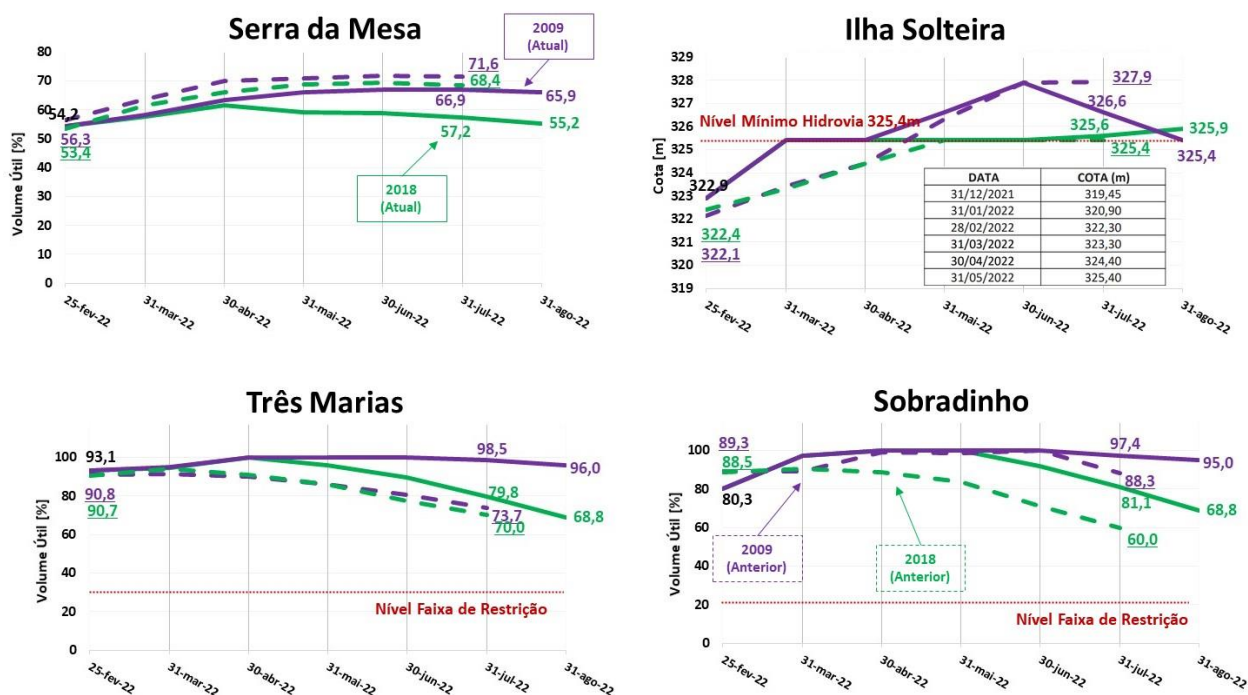 Serra da Mesa
2009
(Atual)
Volume Útil [%]
80
70
60
50
40
30
20
10
0
54,2
56,3
53,4
71,6
68,4
66,9
65,9
57,2
55,2
2018
(Atual)
25-fev-22
31-mar-22
30-abr-22
31-mai-22
30-jun-22
31-jul-22
31-ago-22
Ilha Solteira
Cota [m]
329
328
327
326
325
324
323
322
321
320
319
Nível Mínimo Hidrovia 325,4m
327,9
326,6
325,6
325,9
325,4
325,4
322,9
322,4
322,1
DATA COTA (m)
31/12/2021 319,45
31/01/2022 320,90
28/02/2022 322,30
31/03/2022 323,30
30/04/2022 324,40
31/05/2022 325,40
25-fev-22
31-mar-22
30-abr-22
31-mai-22
30-jun-22
31-jul-22
31-ago-22
Três Marias
Volume Útil [%]
100
80
60
40
20
0
93,1
90,8
90,7
98,5
96,0
79,8
73,7
70,0
68,8
Nível Faixa de Restrição
25-fev-22
31-mar-22
30-abr-22
31-mai-22
30-jun-22
31-jul-22
31-ago-22
Sobradinho
Volume Útil [%]
100
80
60
40
20
0
89,3
88,5
80,3
97,4
95,0
88,3
81,1
68,8
60,0
2009
(Anterior)
2018
(Anterior)
Nível Faixa de Restrição
25-fev-22
31-mar-22
30-abr-22
31-mai-22
30-jun-22
31-jul-22
31-ago-22